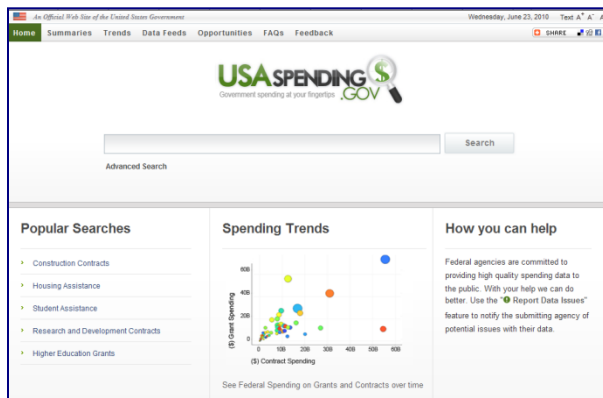 An Official Web Site of the United States Government
Wednesday, June 23, 2010 Text A+ A- A
Home Summaries Trends Data Feeds Opportunities FAQs Feedback
SHARE
USASPENDING.GOV
Government spending at your fingertips
Search
Advanced Search
Popular Searches
Construction Contracts
Housing Assistance
Student Assistance
Research and Development Contracts
Higher Education Grants
Spending Trends
($) Grant Spending
60B
40B
20B
0
0 10B 20B 30B 40B 50B 60B
($) Contract Spending
See Federal Spending on Grants and Contracts over time
How you can help
Federal agencies are committed to
providing high quality spending data to
the public. With your help we can do
better. Use the "Report Data Issues"
feature to notify the submitting agency of
potential issues with their data.